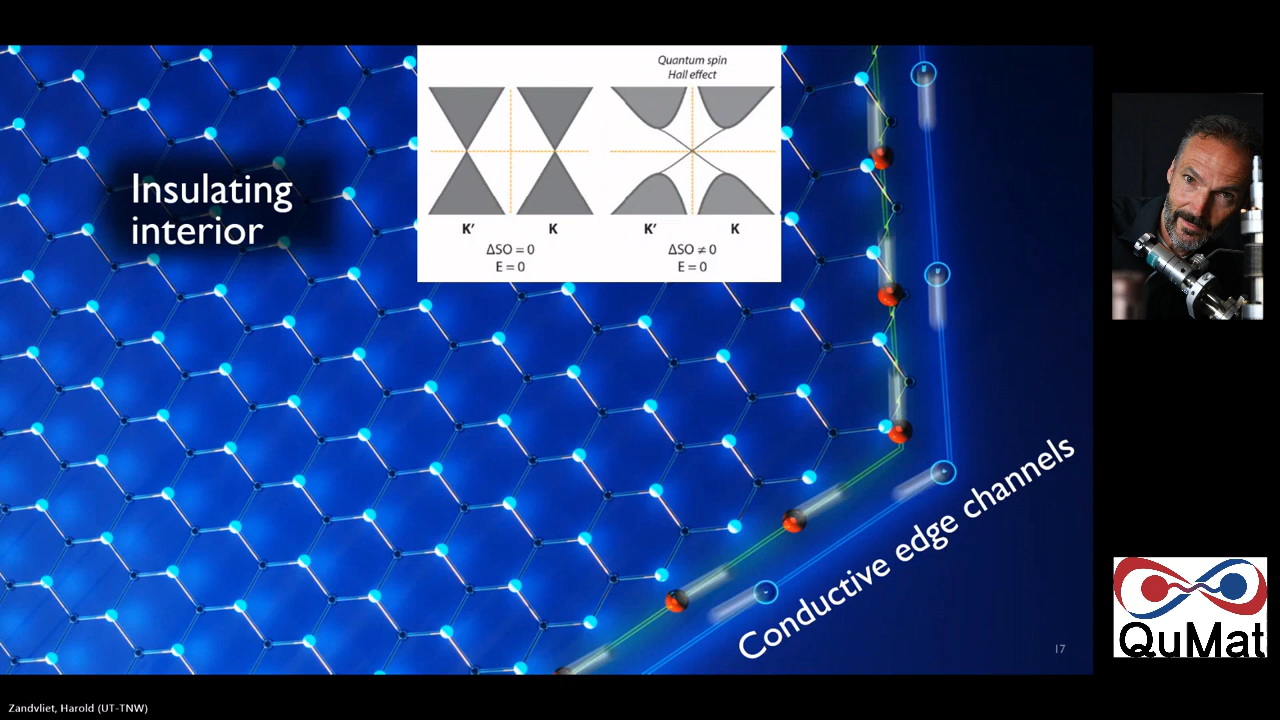 Quantum spin
Hall effect
Insulating
interior
K′ K K′ K
ΔSO = 0 ΔSO ≠ 0
E = 0 E = 0
Conductive edge channels
17
QuMat
Zandvliet, Harold (UT-TNW)